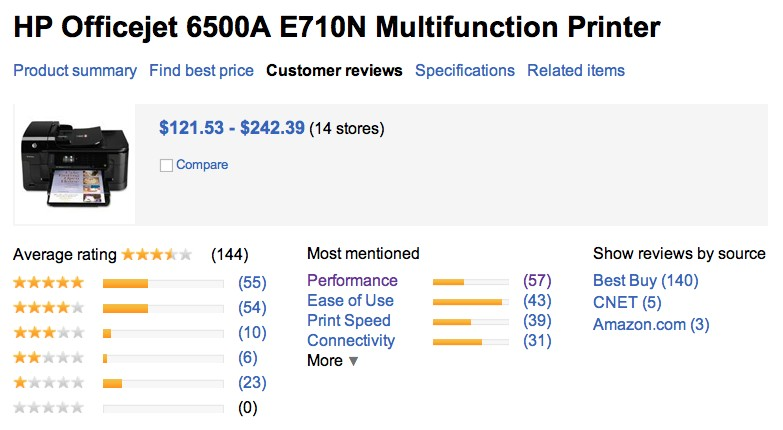 HP Officejet 6500A E710N Multifunction Printer
Product summary Find best price Customer reviews Specifications Related items
$121.53 - $242.39 (14 stores)
Compare
Average rating (144)
(55)
(54)
(10)
(6)
(23)
(0)
Most mentioned
Performance (57)
Ease of Use (43)
Print Speed (39)
Connectivity (31)
More ▼
Show reviews by source
Best Buy (140)
CNET (5)
Amazon.com (3)